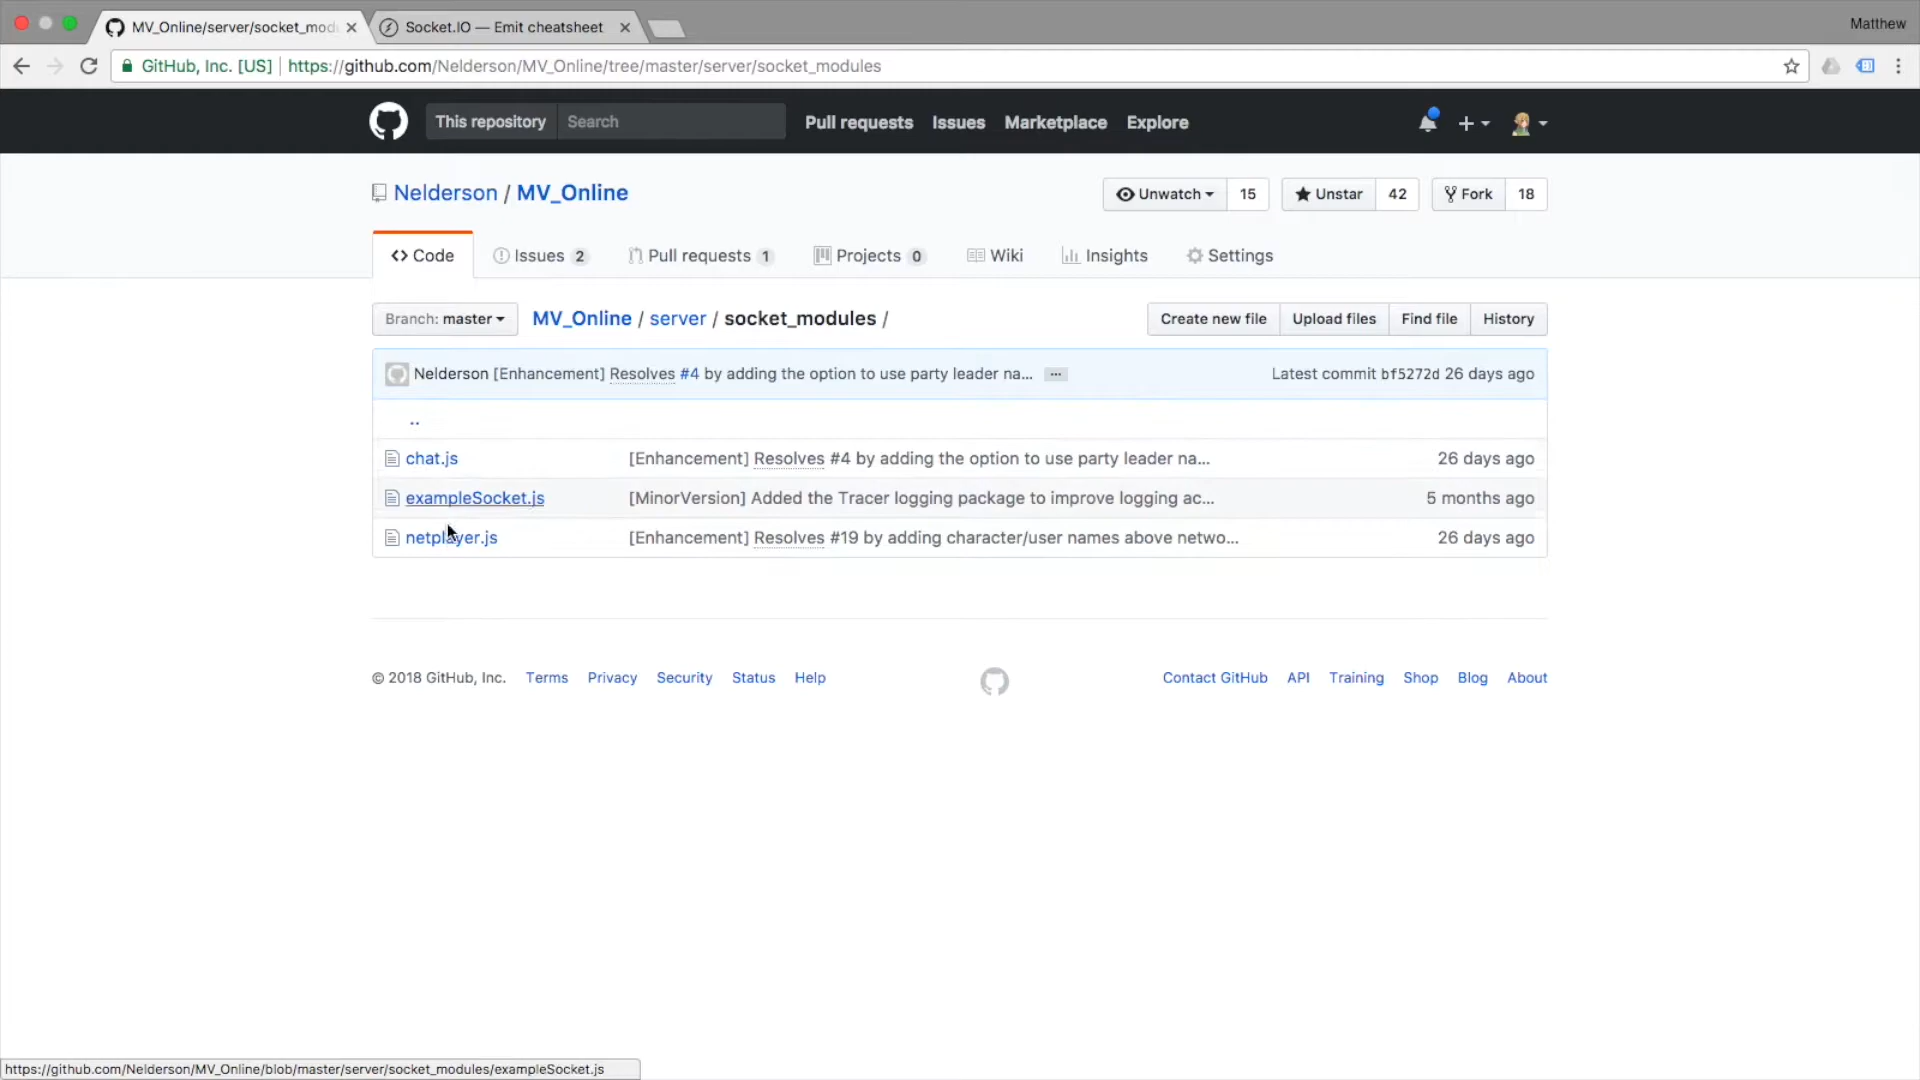 MV_Online/server/socket_mod
Socket.IO — Emit cheatsheet
Matthew
GitHub, Inc. [US] https://github.com/Nelderson/MV_Online/tree/master/server/socket_modules
This repository Search Pull requests Issues Marketplace Explore
Nelderson / MV_Online
Unwatch 15 Unstar 42 Fork 18
Code Issues 2 Pull requests 1 Projects 0 Wiki Insights Settings
Branch: master MV_Online / server / socket_modules / Create new file Upload files Find file History
Nelderson [Enhancement] Resolves #4 by adding the option to use party leader na... ... Latest commit bf5272d 26 days ago
..
chat.js [Enhancement] Resolves #4 by adding the option to use party leader na... 26 days ago
exampleSocket.js [MinorVersion] Added the Tracer logging package to improve logging ac... 5 months ago
netplayer.js [Enhancement] Resolves #19 by adding character/user names above netwo... 26 days ago
© 2018 GitHub, Inc. Terms Privacy Security Status Help Contact GitHub API Training Shop Blog About
https://github.com/Nelderson/MV_Online/blob/master/server/socket_modules/exampleSocket.js